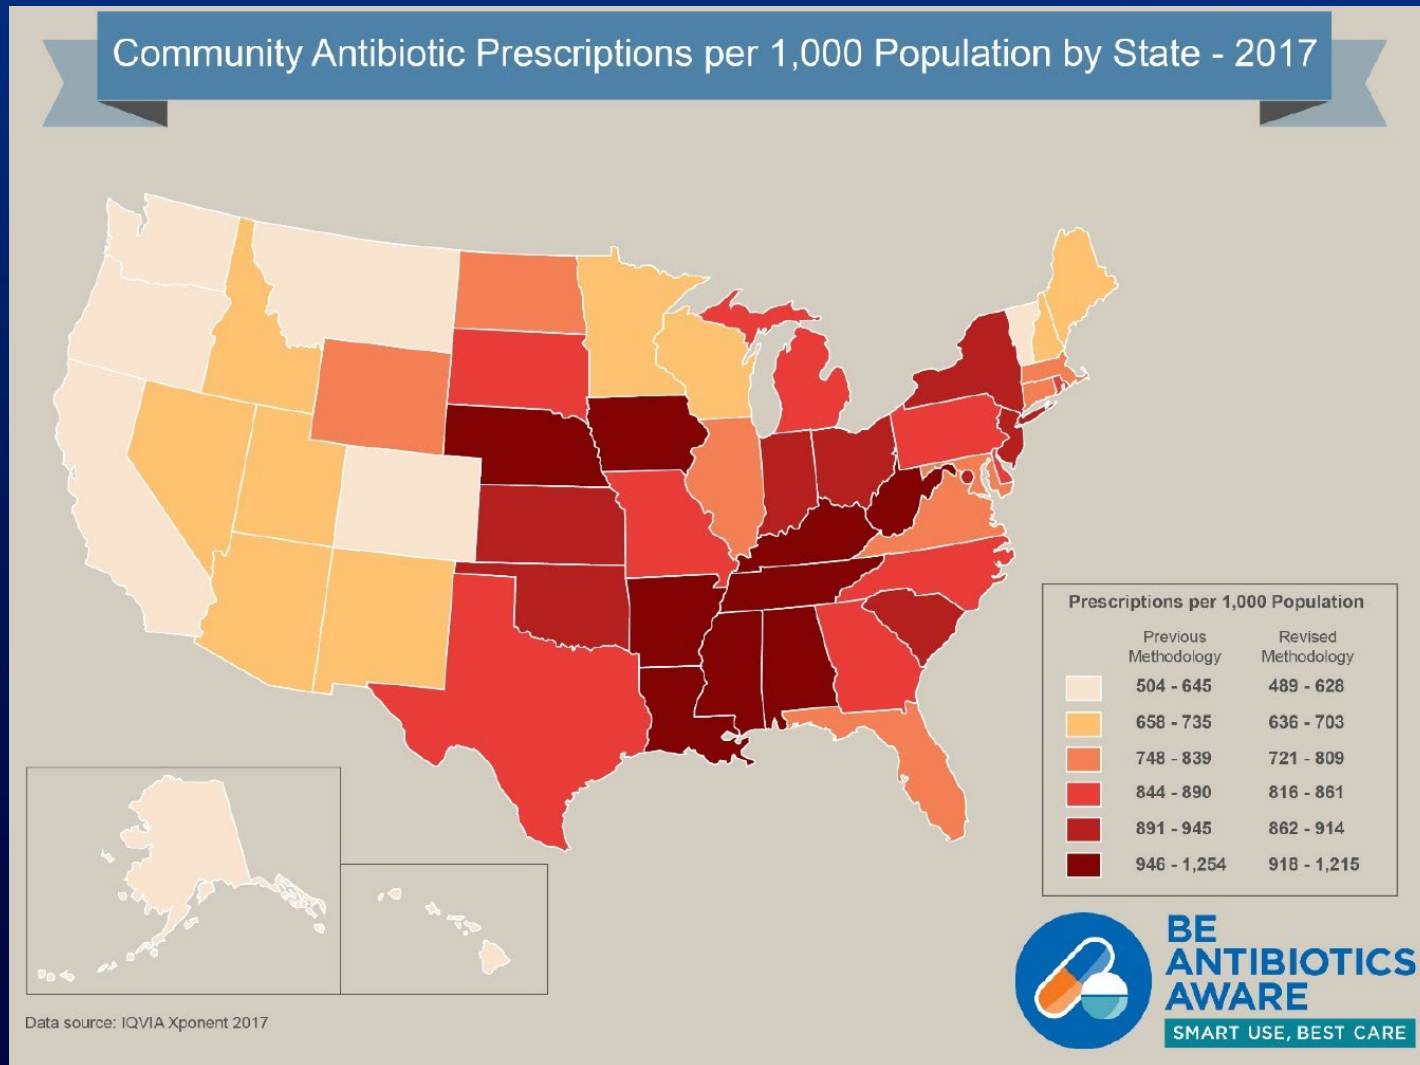 Community Antibiotic Prescriptions per 1,000 Population by State - 2017
Prescriptions per 1,000 Population
Previous Methodology
Revised Methodology
504 - 645 489 - 628
658 - 735 636 - 703
748 - 839 721 - 809
844 - 890 816 - 861
891 - 945 862 - 914
946 - 1,254 918 - 1,215
Data source: IQVIA Xponent 2017
BE
ANTIBIOTICS
AWARE
SMART USE, BEST CARE